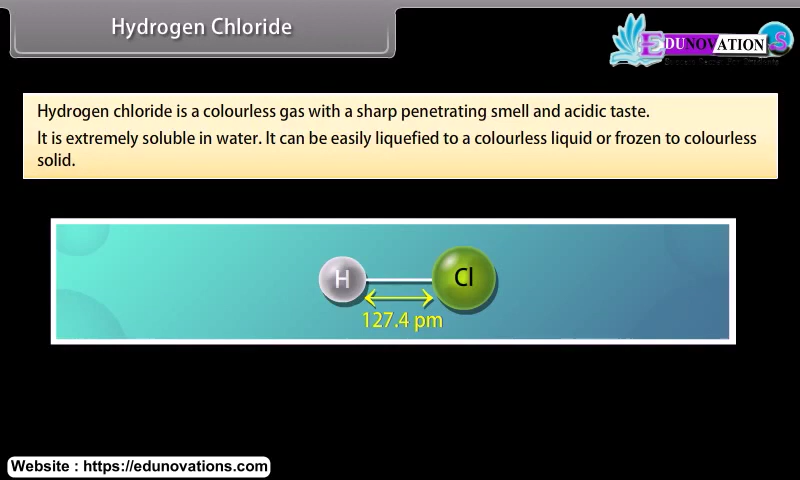 Hydrogen Chloride
EDUNOVATION.S
Hydrogen chloride is a colourless gas with a sharp penetrating smell and acidic taste.
It is extremely soluble in water. It can be easily liquefied to a colourless liquid or frozen to colourless
solid.
H
Cl
127.4 pm
Website : https://edunovations.com